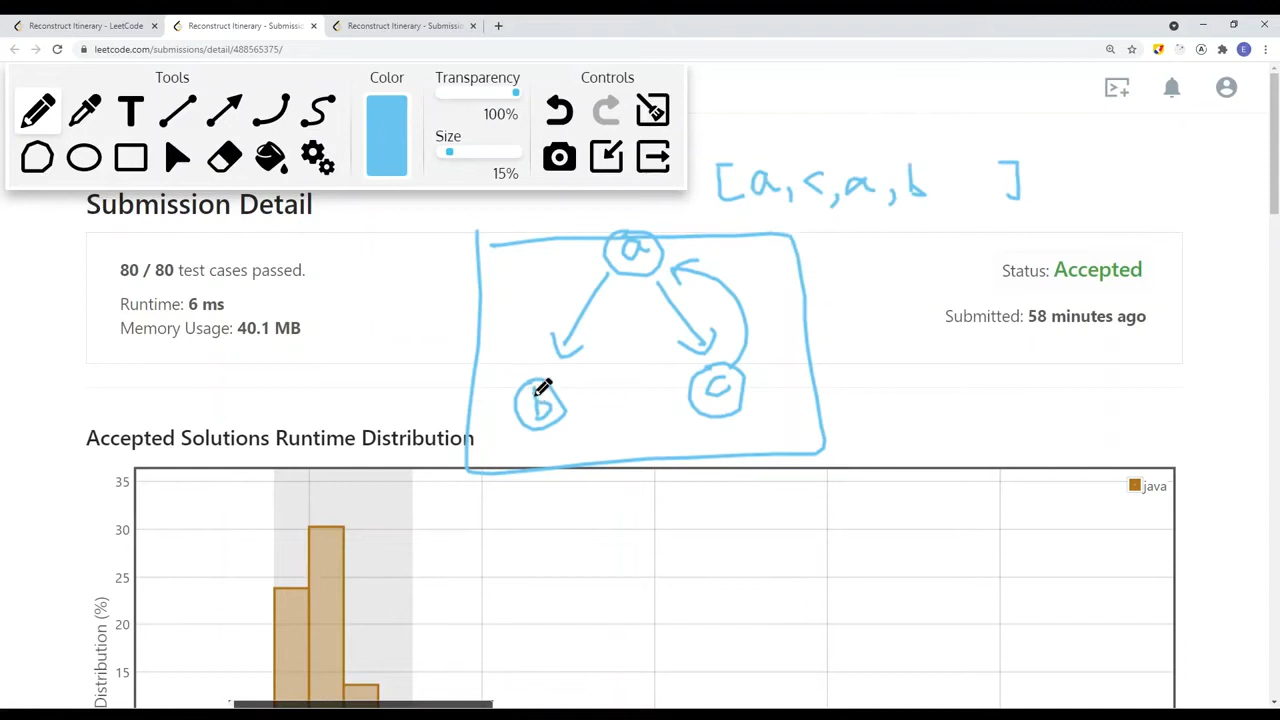 Reconstruct Itinerary - LeetCode
Reconstruct Itinerary - Submissi
Reconstruct Itinerary - Submissi
leetcode.com/submissions/detail/488565375/
E
Tools
Color
Transparency
100%
Size
15%
Controls
T
[a, c, a, b ]
Submission Detail
80 / 80 test cases passed.
Status: Accepted
Runtime: 6 ms
Memory Usage: 40.1 MB
Submitted: 58 minutes ago
a
b
c
Accepted Solutions Runtime Distribution
java
35
30
25
20
15
Distribution (%)